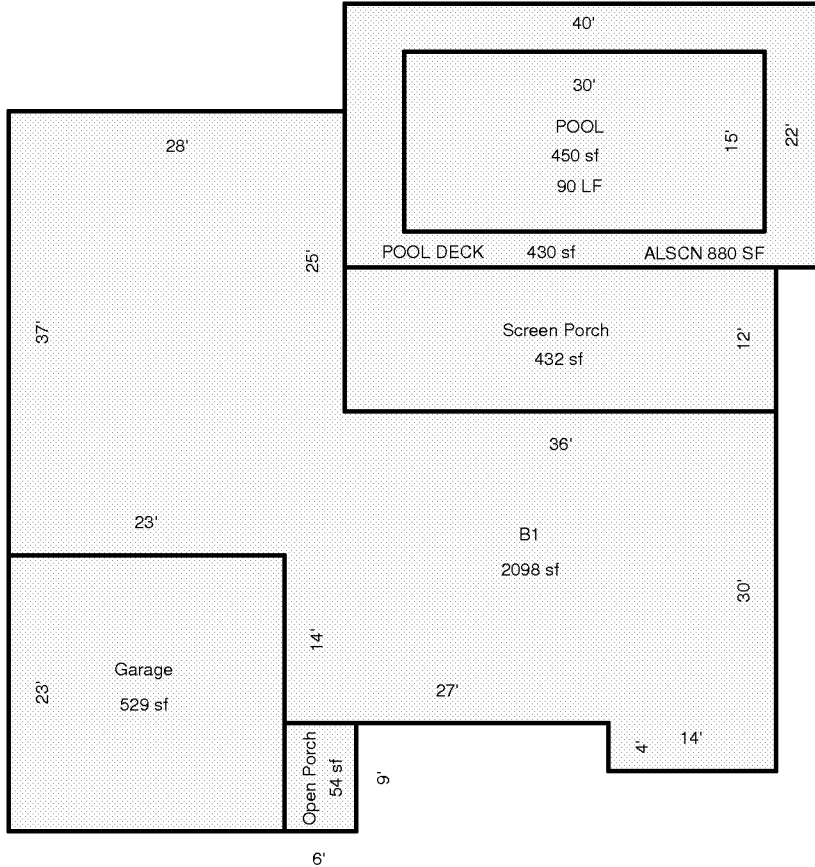 40'
30'
POOL
450 sf
90 LF
15'
22'
28'
25'
POOL DECK 430 sf ALSCN 880 SF
37'
Screen Porch
432 sf
12'
36'
23'
B1
2098 sf
30'
14'
Garage
529 sf
23'
27'
Open Porch
54 sf
9'
4'
14'
6'